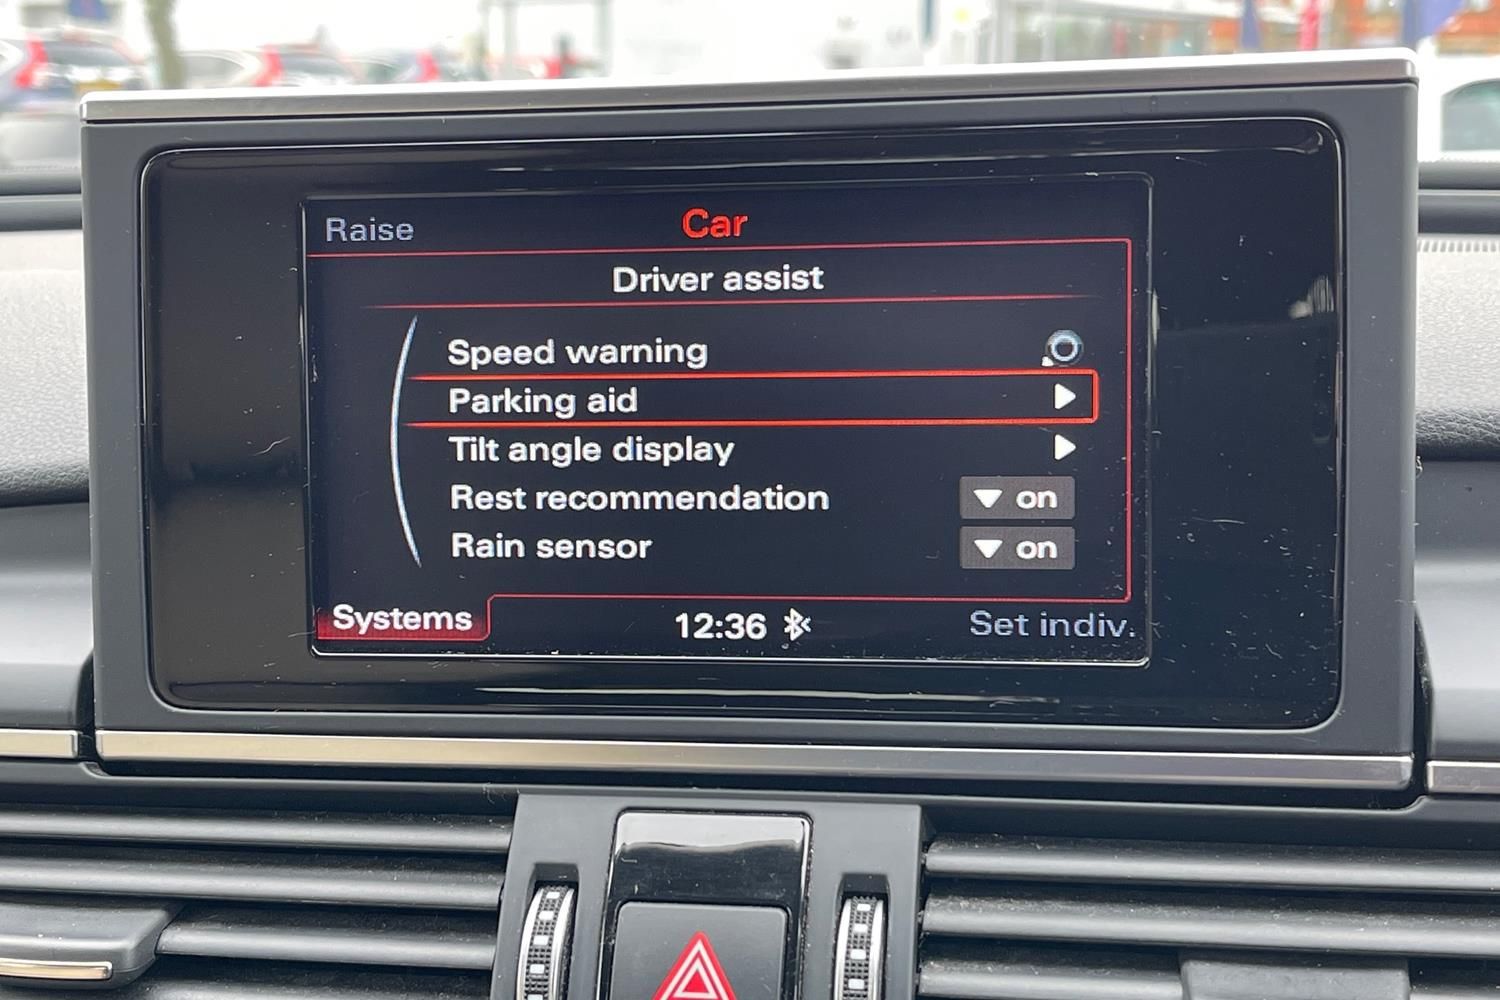 Raise
Car
Driver assist
Speed warning
Parking aid
Tilt angle display
Rest recommendation on
Rain sensor on
Systems
12:36
Set indiv.